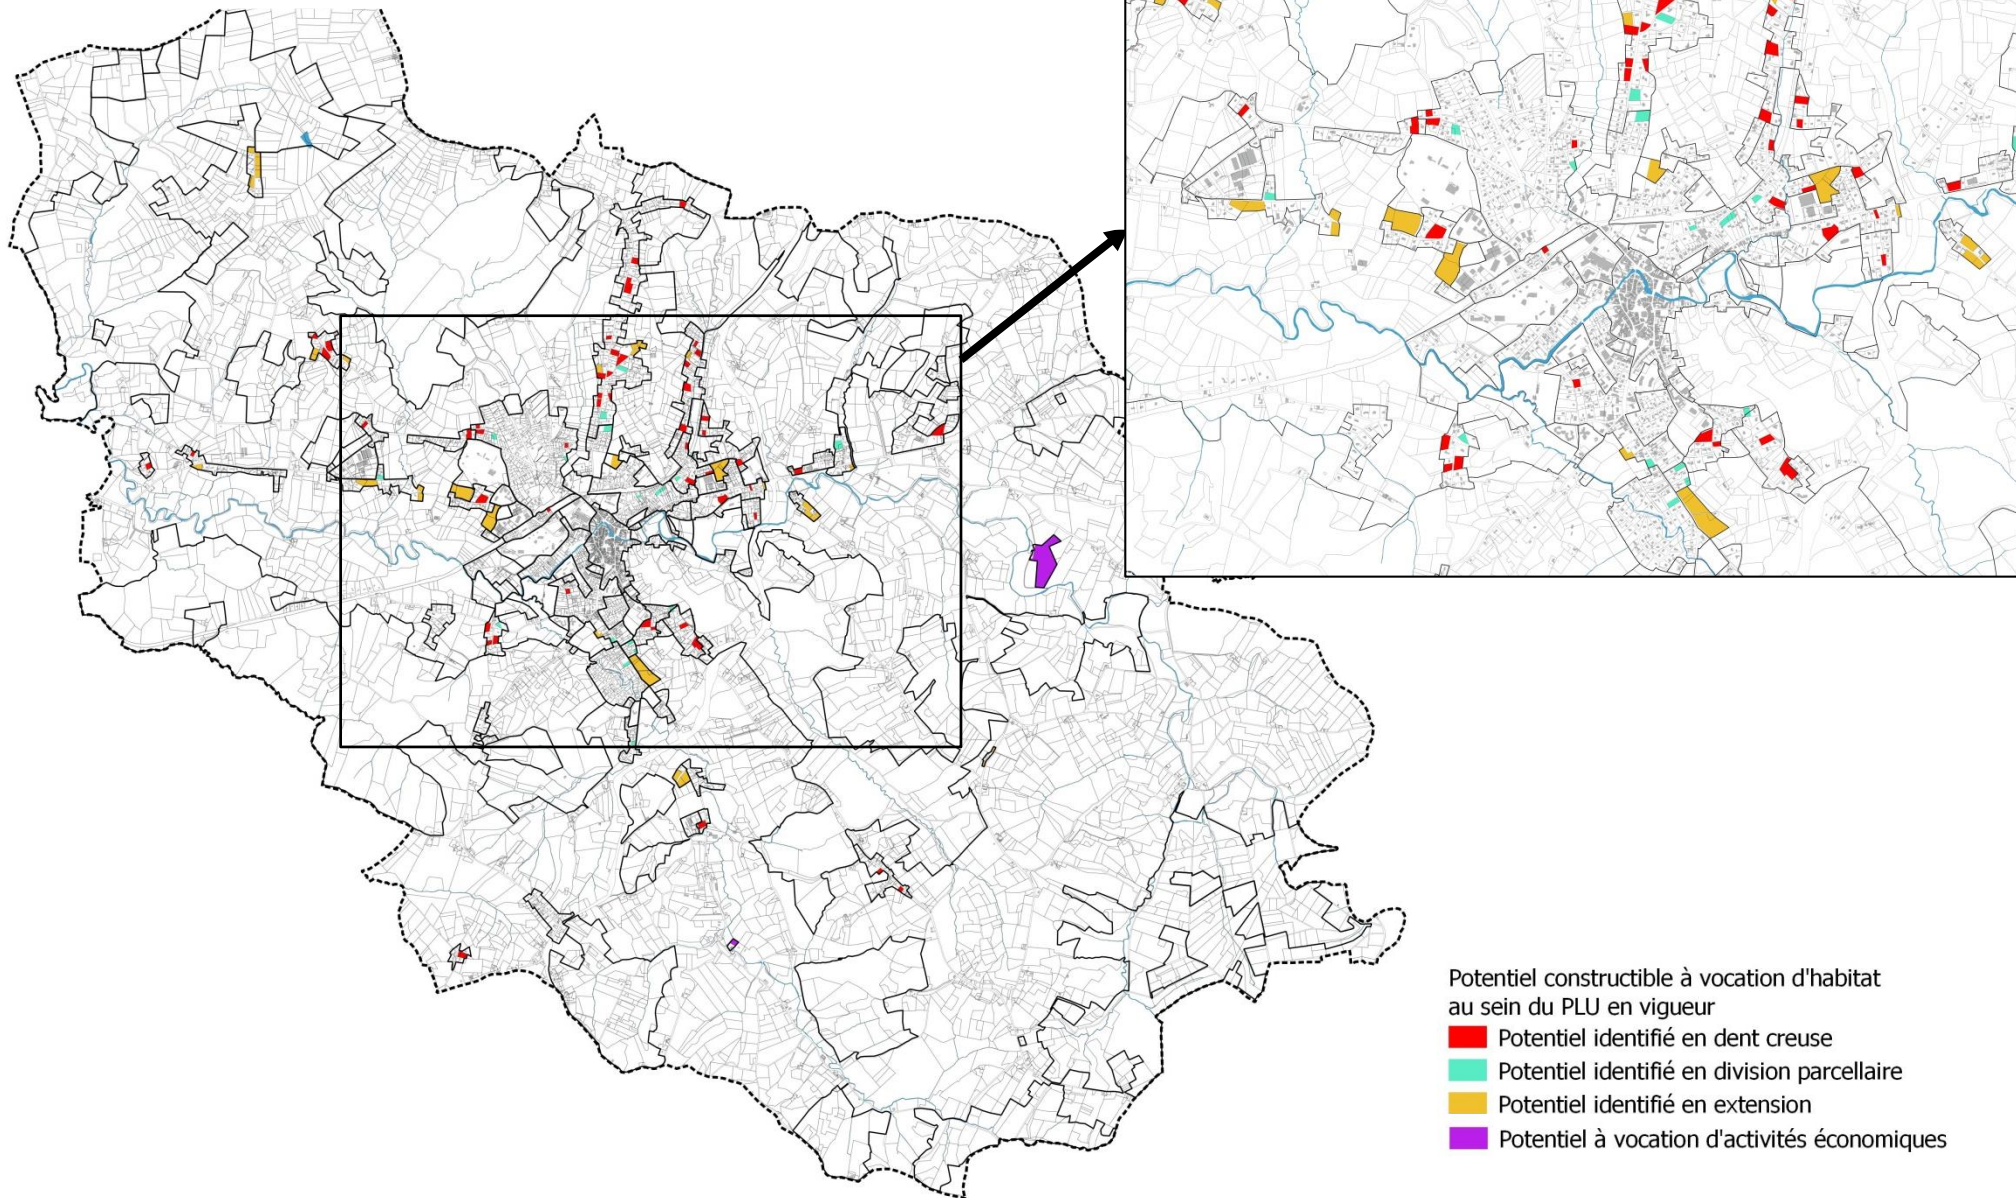 Potentiel constructible à vocation d'habitat
au sein du PLU en vigueur
Potentiel identifié en dent creuse
Potentiel identifié en division parcellaire
Potentiel identifié en extension
Potentiel à vocation d'activités économiques